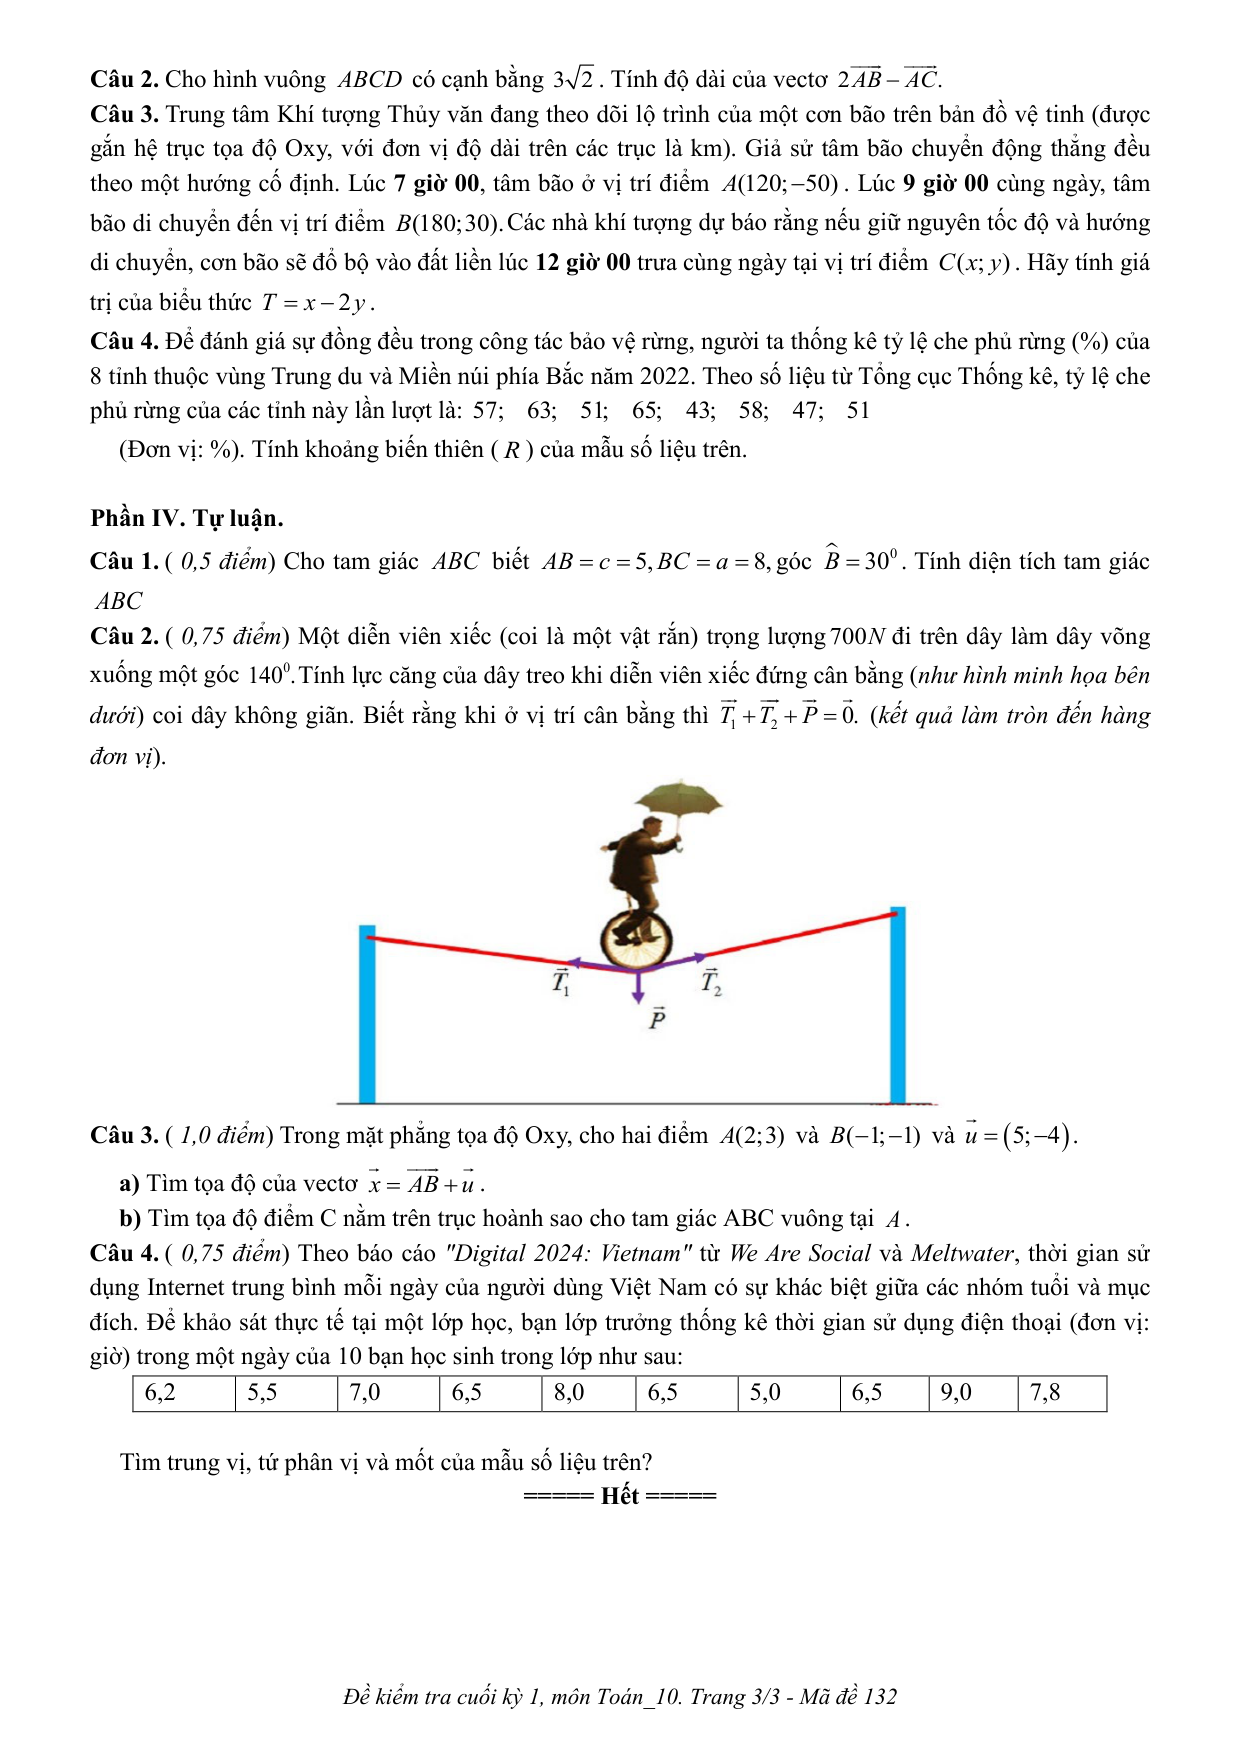 Câu 2. Cho hình vuông ABCD có cạnh bằng 3√2 . Tính độ dài của vectơ 2\overrightarrow{AB} − \overrightarrow{AC}.
Câu 3. Trung tâm Khí tượng Thủy văn đang theo dõi lộ trình của một cơn bão trên bản đồ vệ tinh (được
gắn hệ trục tọa độ Oxy, với đơn vị độ dài trên các trục là km). Giả sử tâm bão chuyển động thẳng đều
theo một hướng cố định. Lúc 7 giờ 00, tâm bão ở vị trí điểm A(120;−50) . Lúc 9 giờ 00 cùng ngày, tâm
bão di chuyển đến vị trí điểm B(180;30).Các nhà khí tượng dự báo rằng nếu giữ nguyên tốc độ và hướng
di chuyển, cơn bão sẽ đổ bộ vào đất liền lúc 12 giờ 00 trưa cùng ngày tại vị trí điểm C(x; y) . Hãy tính giá
trị của biểu thức T = x − 2y .
Câu 4. Để đánh giá sự đồng đều trong công tác bảo vệ rừng, người ta thống kê tỷ lệ che phủ rừng (%) của
8 tỉnh thuộc vùng Trung du và Miền núi phía Bắc năm 2022. Theo số liệu từ Tổng cục Thống kê, tỷ lệ che
phủ rừng của các tỉnh này lần lượt là: 57; 63; 51; 65; 43; 58; 47; 51
(Đơn vị: %). Tính khoảng biến thiên ( R ) của mẫu số liệu trên.
Phần IV. Tự luận.
Câu 1. ( 0,5 điểm) Cho tam giác ABC biết AB = c = 5, BC = a = 8, góc \widehat{B} = 30⁰ . Tính diện tích tam giác
ABC
Câu 2. ( 0,75 điểm) Một diễn viên xiếc (coi là một vật rắn) trọng lượng 700N đi trên dây làm dây võng
xuống một góc 140⁰.Tính lực căng của dây treo khi diễn viên xiếc đứng cân bằng (như hình minh họa bên
dưới) coi dây không giãn. Biết rằng khi ở vị trí cân bằng thì \overrightarrow{T₁} + \overrightarrow{T₂} + \overrightarrow{P} = \vec{0}. (kết quả làm tròn đến hàng
đơn vị).
\vec{T}₁ \vec{T}₂
\vec{P}
Câu 3. ( 1,0 điểm) Trong mặt phẳng tọa độ Oxy, cho hai điểm A(2;3) và B(−1;−1) và \vec{u} = (5;−4).
a) Tìm tọa độ của vectơ \vec{x} = \overrightarrow{AB} + \vec{u} .
b) Tìm tọa độ điểm C nằm trên trục hoành sao cho tam giác ABC vuông tại A .
Câu 4. ( 0,75 điểm) Theo báo cáo "Digital 2024: Vietnam" từ We Are Social và Meltwater, thời gian sử
dụng Internet trung bình mỗi ngày của người dùng Việt Nam có sự khác biệt giữa các nhóm tuổi và mục
đích. Để khảo sát thực tế tại một lớp học, bạn lớp trưởng thống kê thời gian sử dụng điện thoại (đơn vị:
giờ) trong một ngày của 10 bạn học sinh trong lớp như sau:
6,2 5,5 7,0 6,5 8,0 6,5 5,0 6,5 9,0 7,8
Tìm trung vị, tứ phân vị và mốt của mẫu số liệu trên?
===== Hết =====
Đề kiểm tra cuối kỳ 1, môn Toán_10. Trang 3/3 - Mã đề 132